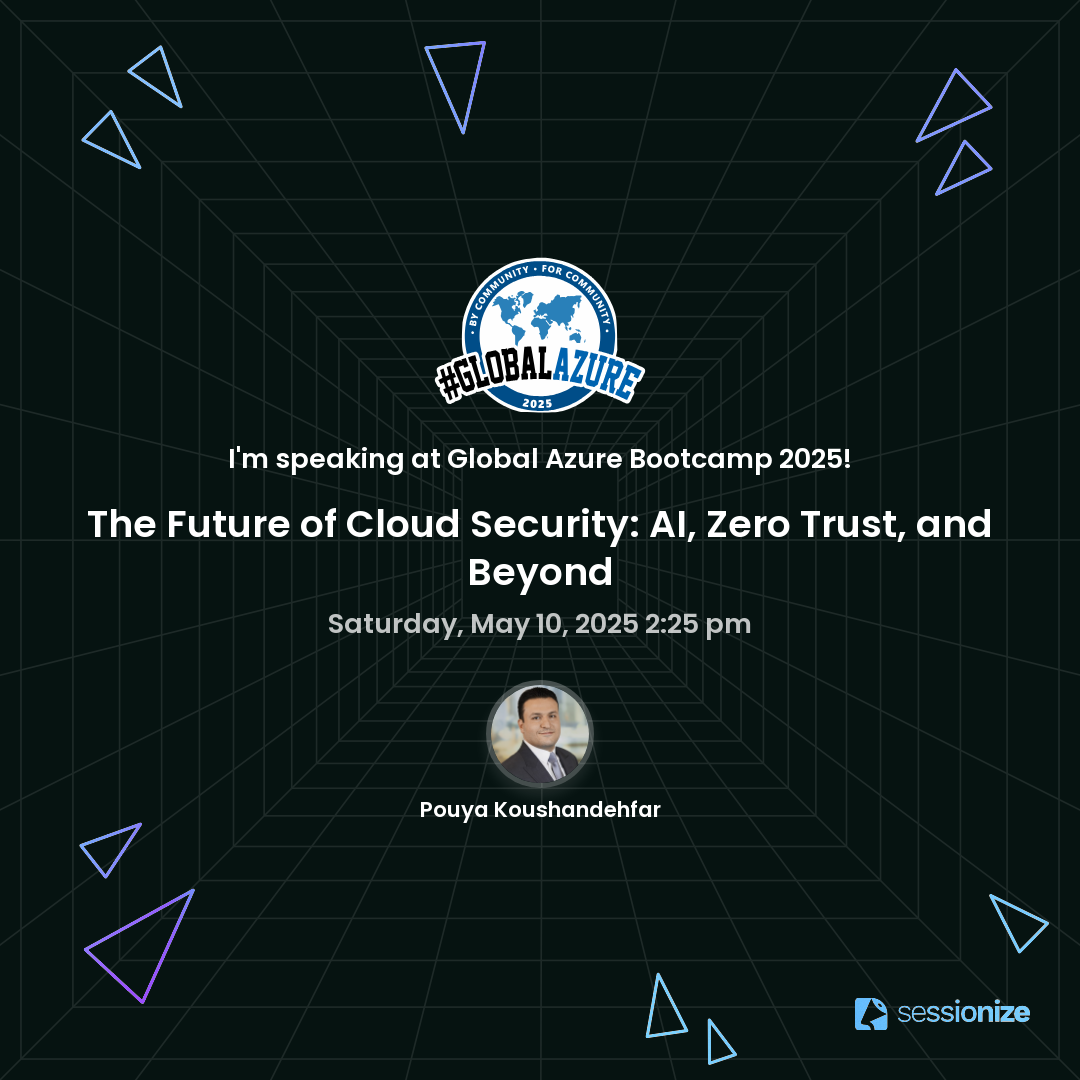 · BY COMMUNITY · FOR COMMUNITY ·
#GLOBALAZURE
2025
I'm speaking at Global Azure Bootcamp 2025!
The Future of Cloud Security: AI, Zero Trust, and
Beyond
Saturday, May 10, 2025 2:25 pm
Pouya Koushandehfar
sessionize